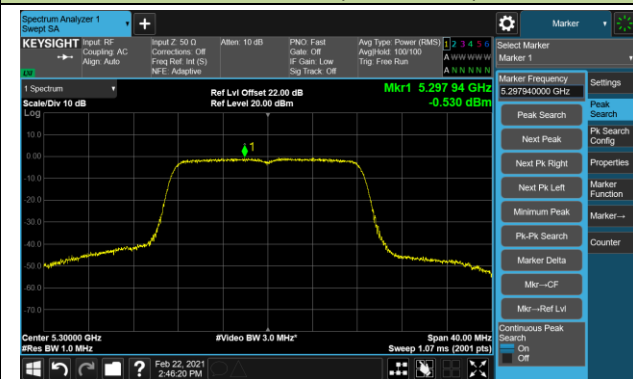 Spectrum Analyzer 1
Swept SA
+
Marker
KEYSIGHT
Input: RF
Coupling: AC
Align: Auto
Input Z: 50 Ω
Corrections: Off
Freq Ref: Int (S)
NFE: Adaptive
Atten: 10 dB
PNO: Fast
Gate: Off
IF Gain: Low
Sig Track: Off
Avg Type: Power (RMS)
Avg|Hold: 100/100
Trig: Free Run
1 2 3 4 5 6
A W W W W W
A N N N N N
LXI
Select Marker
Marker 1
1 Spectrum
Scale/Div 10 dB
Log
Ref Lvl Offset 22.00 dB
Ref Level 20.00 dBm
Mkr1 5.297 94 GHz
-0.530 dBm
10.0
0.00
-10.0
-20.0
-30.0
-40.0
-50.0
-60.0
-70.0
1
Center 5.30000 GHz
#Res BW 1.0 MHz
#Video BW 3.0 MHz*
Span 40.00 MHz
Sweep 1.07 ms (2001 pts)
Marker Frequency
5.297940000 GHz
Peak Search
Next Peak
Next Pk Right
Next Pk Left
Minimum Peak
Pk-Pk Search
Marker Delta
Mkr→CF
Mkr→Ref Lvl
Continuous Peak
Search
On
Off
Settings
Peak
Search
Pk Search
Config
Properties
Marker
Function
Marker→
Counter
?
Feb 22, 2021
2:46:20 PM